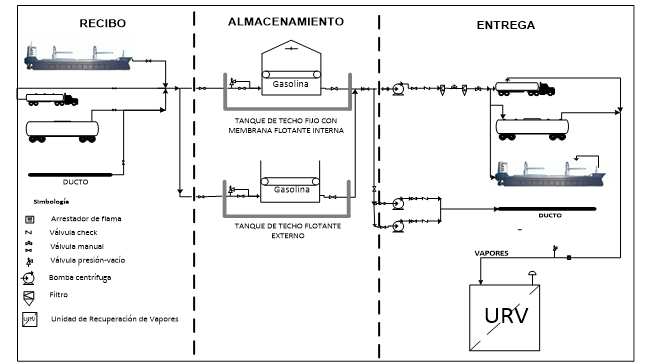 RECIBO
ALMACENAMIENTO
ENTREGA
Gasolina
TANQUE DE TECHO FIJO CON
MEMBRANA FLOTANTE INTERNA
Gasolina
TANQUE DE TECHO FLOTANTE
EXTERNO
DUCTO
DUCTO
Simbología
Arrestador de flama
Válvula check
Válvula manual
Válvula presión-vacío
Bomba centrífuga
Filtro
URV
Unidad de Recuperación de Vapores
VAPORES
URV